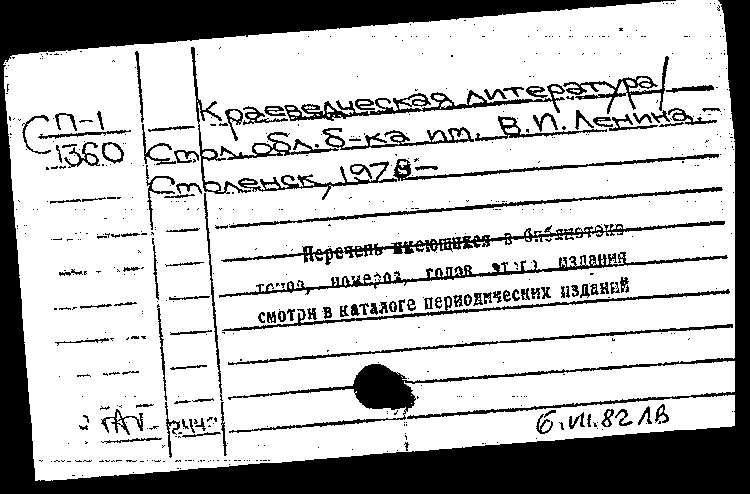 СП-1
1360
Краеведческая литература /
Смол. обл. б-ка им. В.И. Ленина. -
Смоленск, 1978 -
Перечень имеющихся в библиотеке
томов, номеров, годов этого издания
смотри в каталоге периодических изданий
6.VII.82 ЛВ